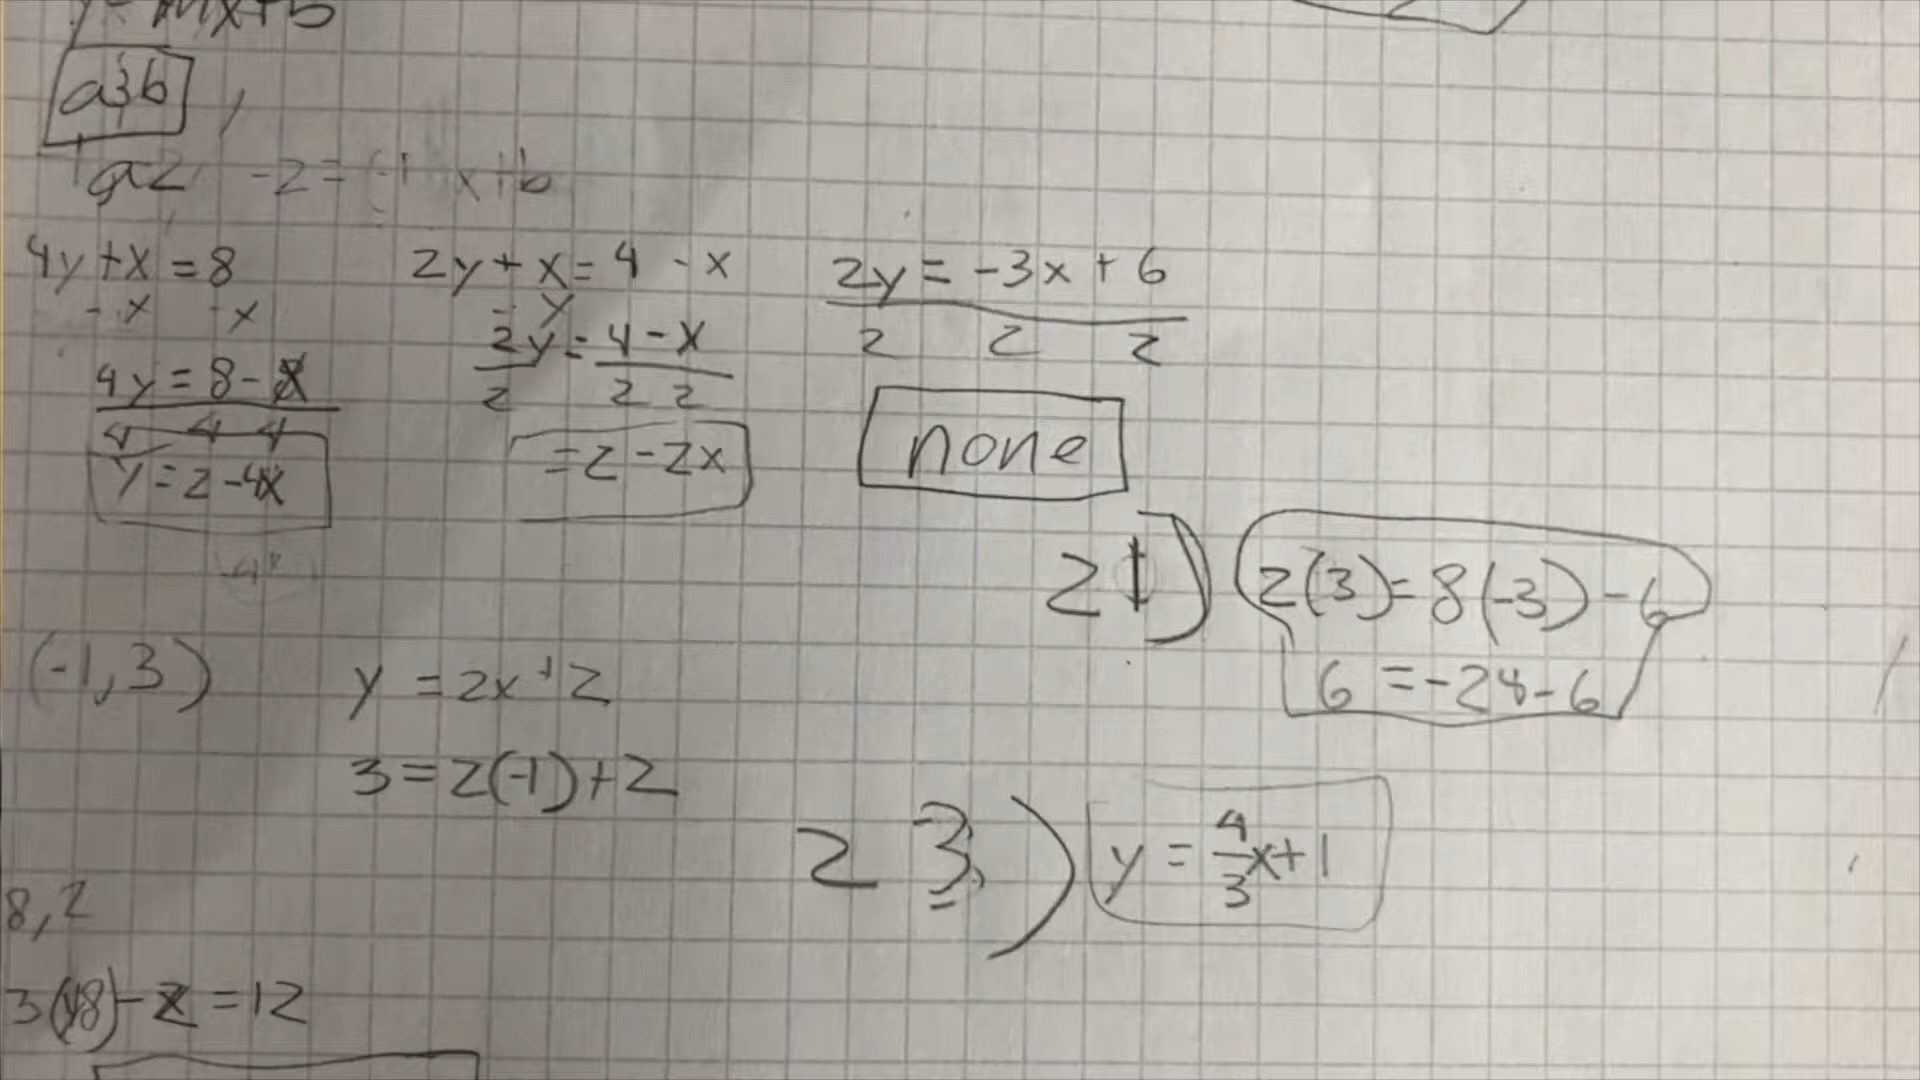 y = mx+b
a3b ,
a2 -2 = -1 x+b
4y+x=8
-x -x
4y=8-x
4 4 4
y=2-4x
2y+x=4-x
-x
2y=4-x
2 2 2
=2-2x
2y=-3x+6
2 2 2
none
21) 2(3)=8(-3)-6
6=-24-6
(-1,3) y=2x+2
3=2(-1)+2
23) y=4/3x+1
8,2
3(8)-2=12